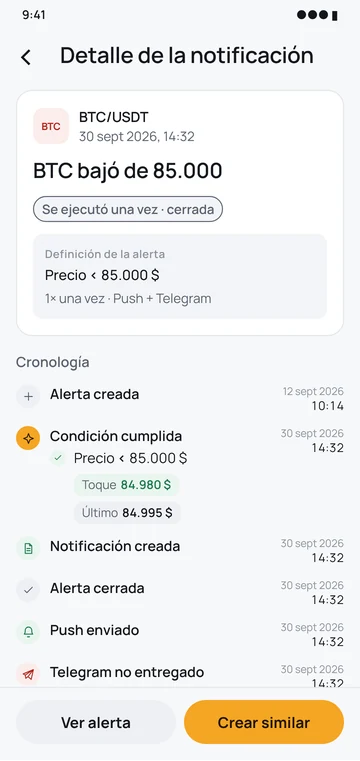 9:41
Detalle de la notificación
BTC
BTC/USDT
30 sept 2026, 14:32
BTC bajó de 85.000
Se ejecutó una vez · cerrada
Definición de la alerta
Precio < 85.000 $
1× una vez · Push + Telegram
Cronología
Alerta creada
12 sept 2026
10:14
Condición cumplida
30 sept 2026
14:32
Precio < 85.000 $
Toque 84.980 $
Último 84.995 $
Notificación creada
30 sept 2026
14:32
Alerta cerrada
30 sept 2026
14:32
Push enviado
30 sept 2026
14:32
Telegram no entregado
30 sept 2026
14:32
Ver alerta
Crear similar